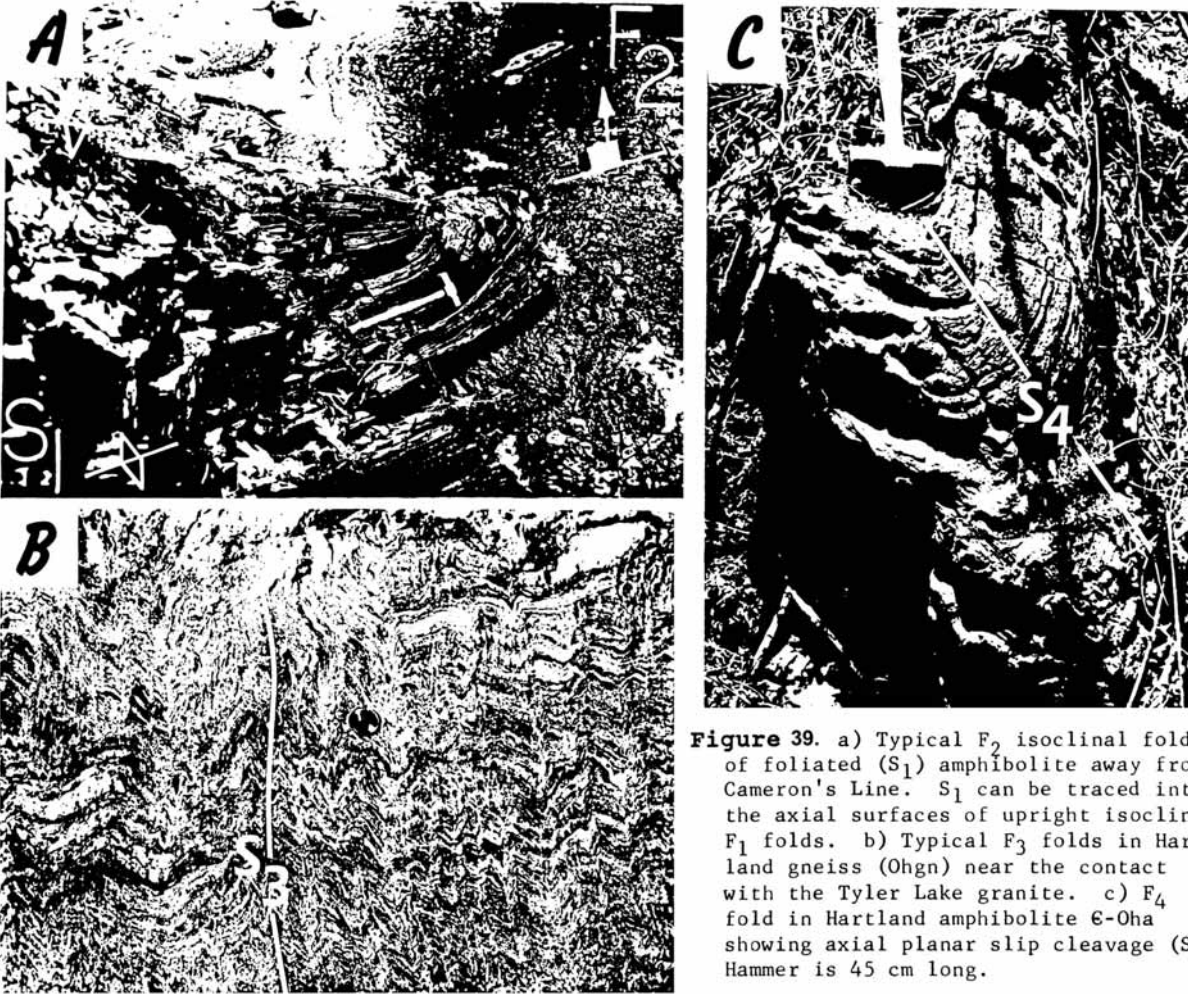 A
F2
S1
B
S3
C
S4
Figure 39. a) Typical F2 isoclinal fold
of foliated (S1) amphibolite away fro
Cameron's Line. S1 can be traced int
the axial surfaces of upright isoclin
F1 folds. b) Typical F3 folds in Har
land gneiss (Ohgn) near the contact
with the Tyler Lake granite. c) F4
fold in Hartland amphibolite Є-Oha
showing axial planar slip cleavage (S
Hammer is 45 cm long.